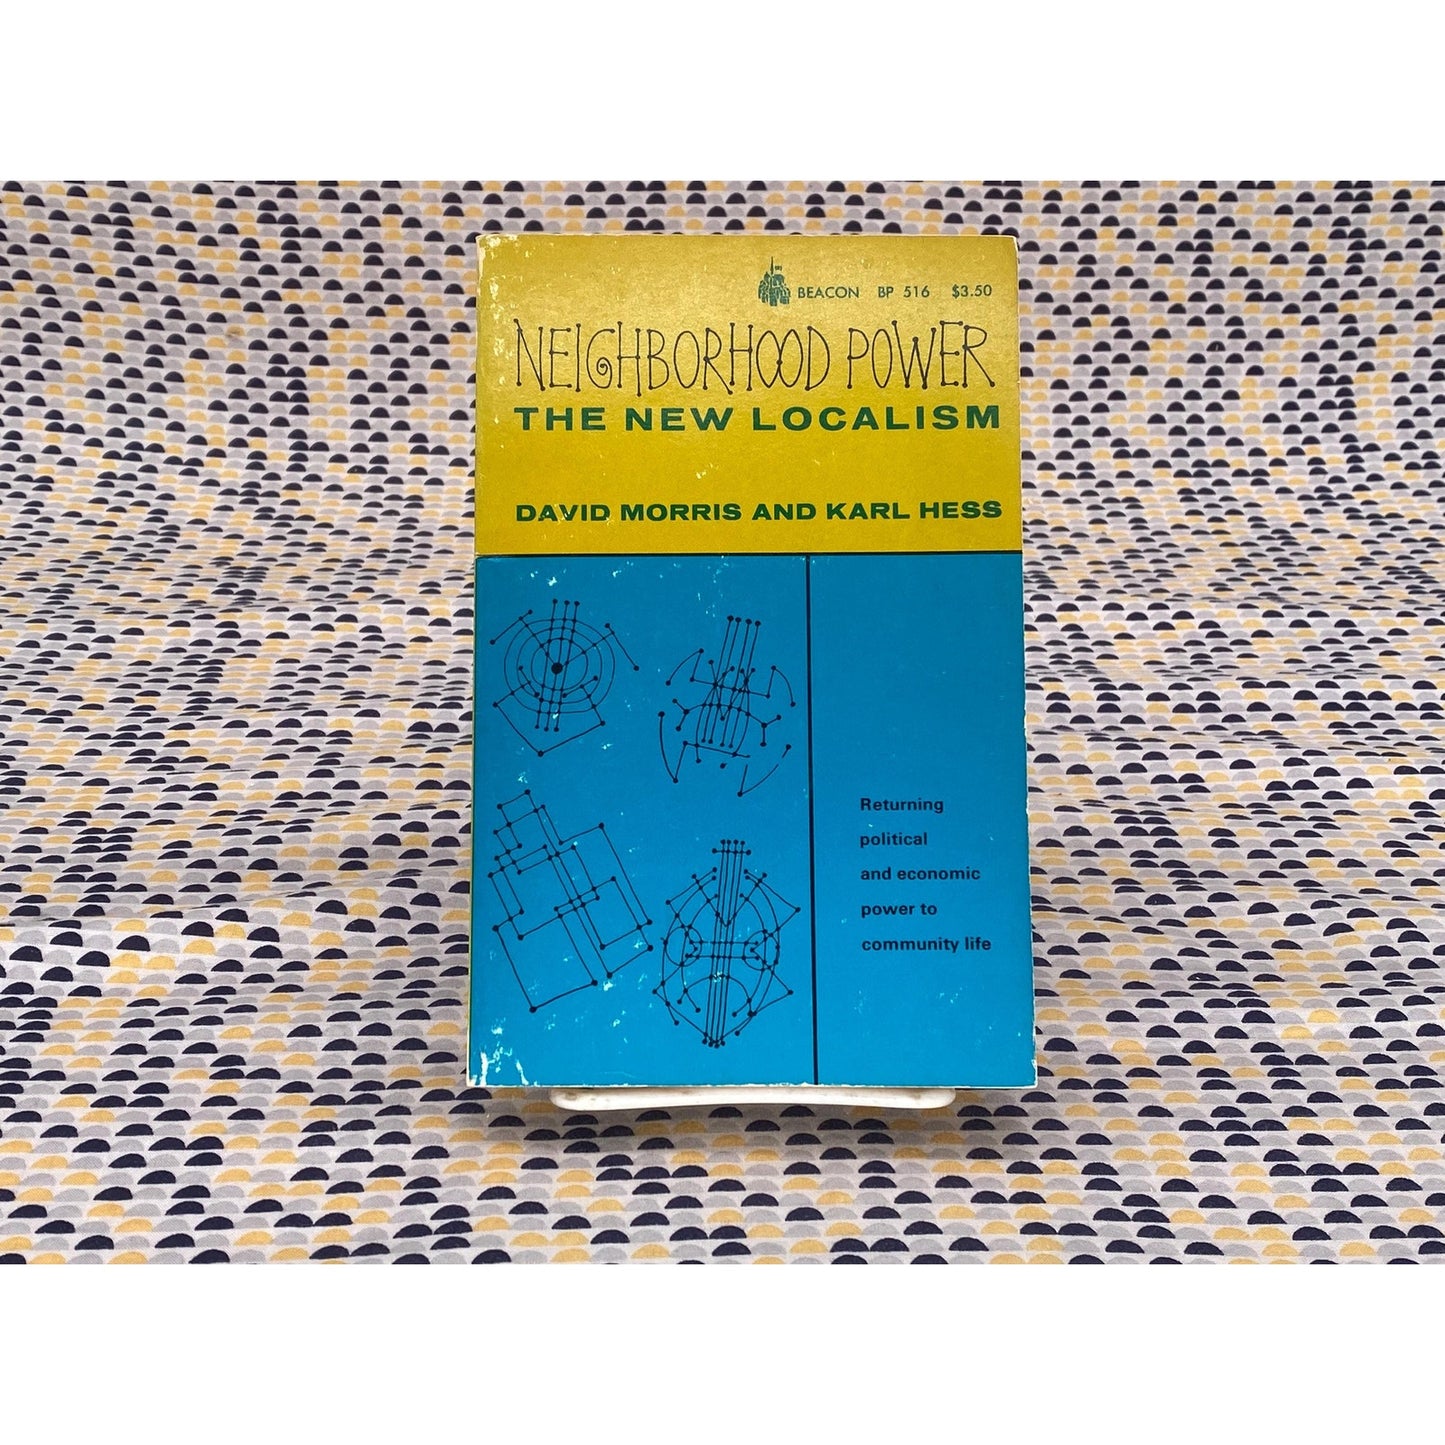 BEACON BP 516 $3.50
NEIGHBORHOOD POWER
THE NEW LOCALISM
DAVID MORRIS AND KARL HESS
Returning
political
and economic
power to
community life